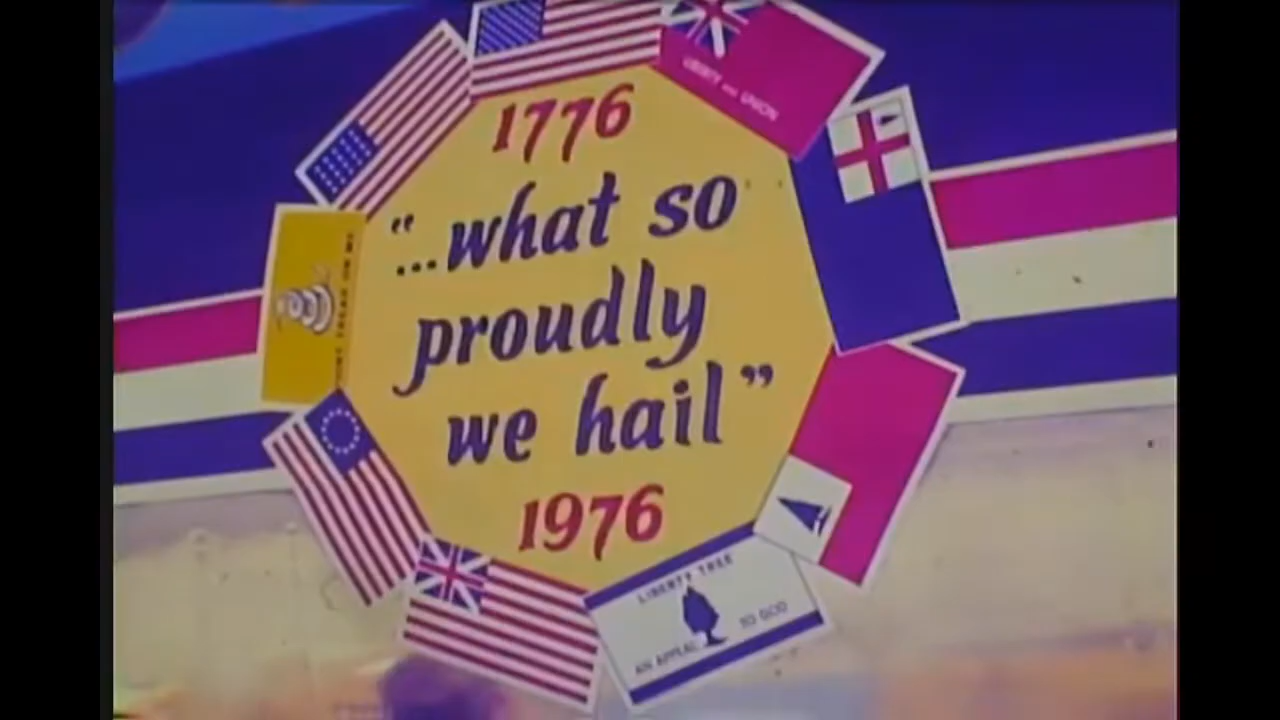 LIBERTY AND UNION
1776
"...what so
proudly
we hail"
1976
LIBERTY TREE
AN APPEAL TO GOD